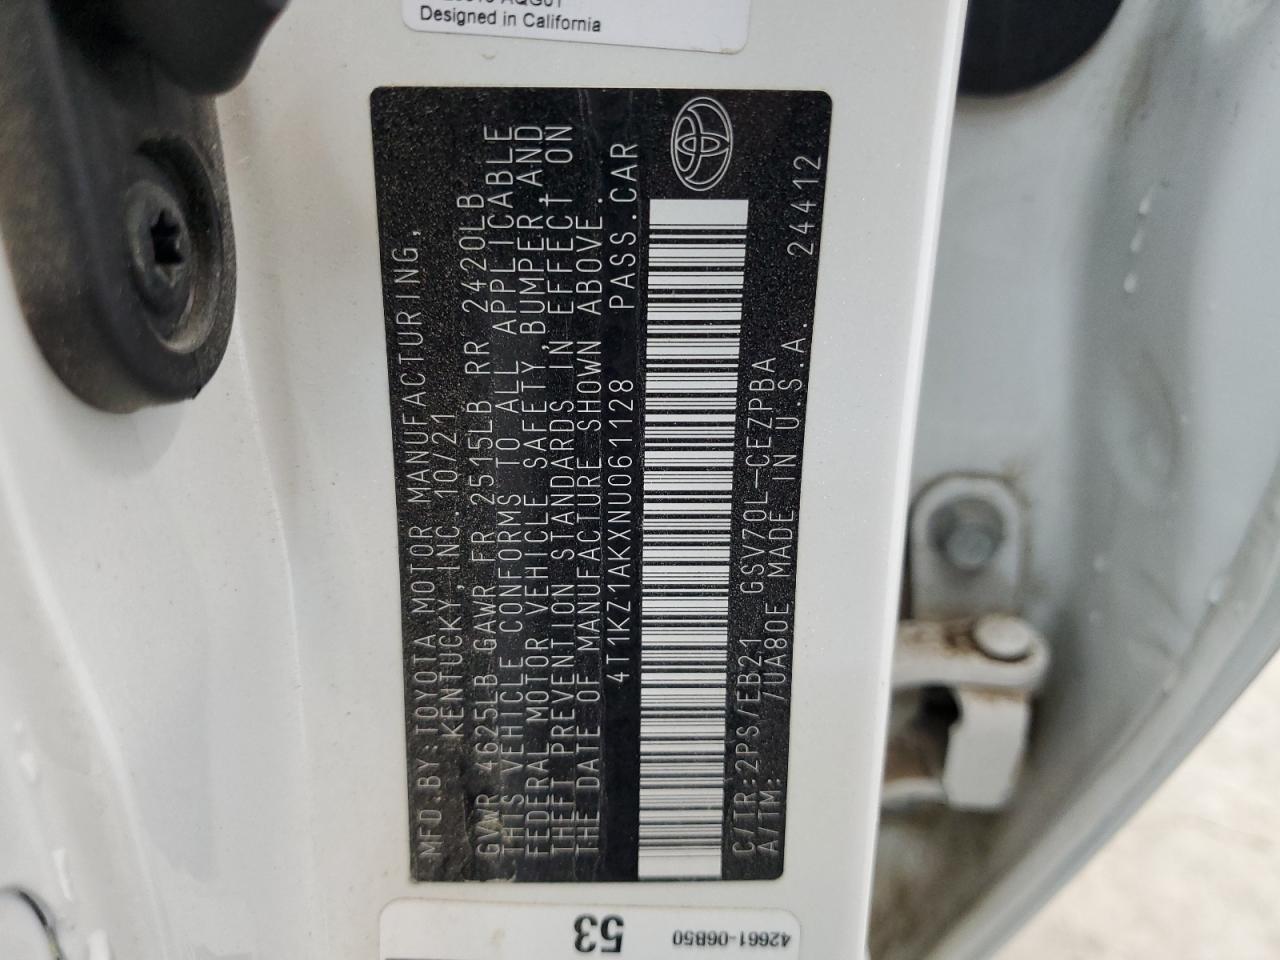 Designed in California
MFD.BY:TOYOTA MOTOR MANUFACTURING,
KENTUCKY INC. 10/21
GVWR 4625LB GAWR FR 2515LB RR 2420LB
THIS VEHICLE CONFORMS TO ALL APPLICABLE
FEDERAL MOTOR VEHICLE SAFETY, BUMPER, AND
THEFT PREVENTION STANDARDS IN EFFECT ON
THE DATE OF MANUFACTURE SHOWN ABOVE.
4T1KZ1AKXNU061128 PASS.CAR
C/TR:2PS/EB21 GSV70L-CEZPBA
A/TM: /UA80E MADE IN U.S.A. 24412
53
42661-06B50